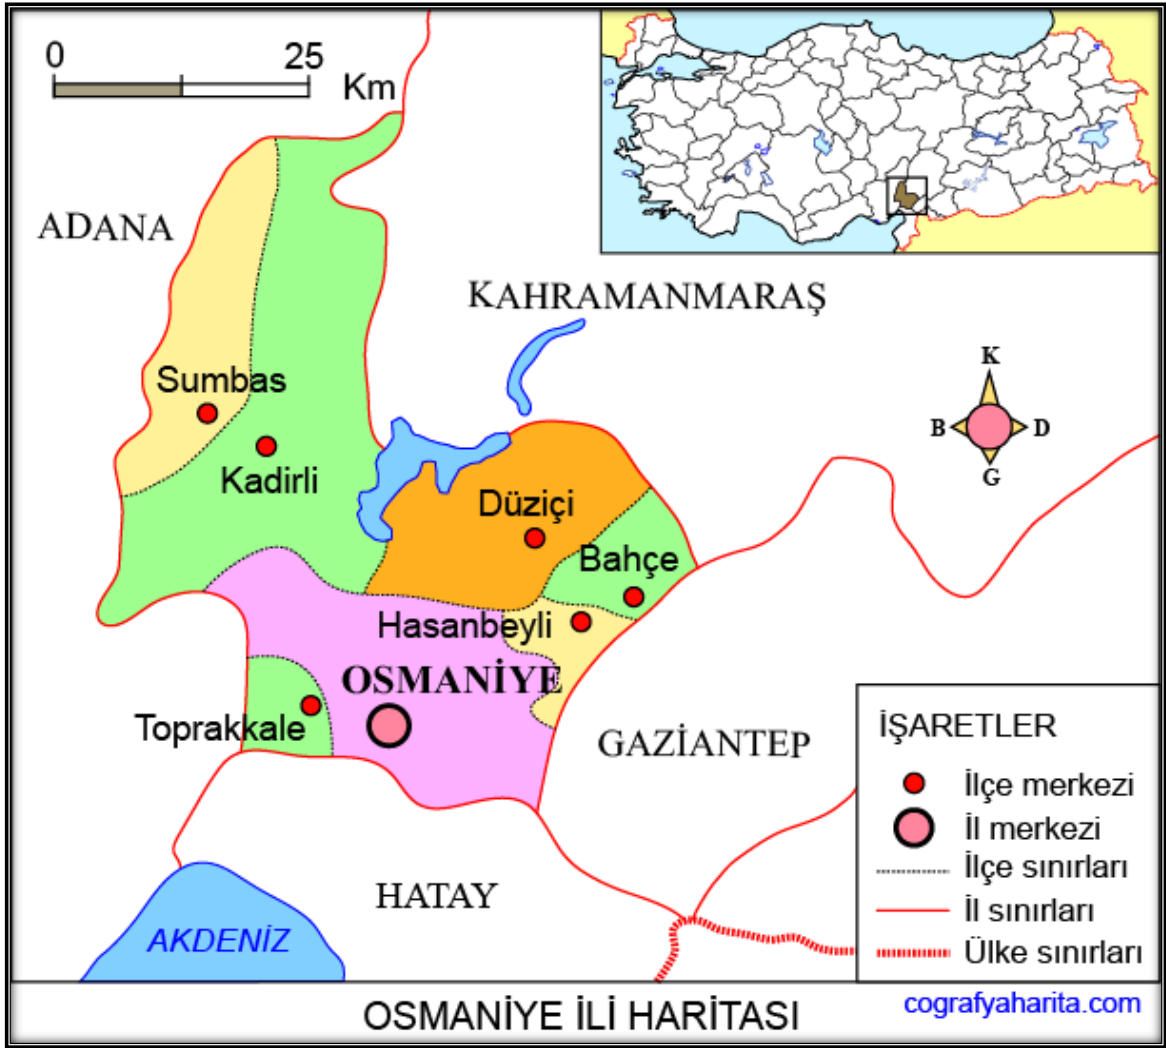 0 25
Km
ADANA
KAHRAMANMARAŞ
K
B D
G
Sumbas
Kadirli
Düziçi
Bahçe
Hasanbeyli
OSMANİYE
Toprakkale
GAZİANTEP
HATAY
AKDENİZ
İŞARETLER
İlçe merkezi
İl merkezi
İlçe sınırları
İl sınırları
Ülke sınırları
OSMANİYE İLİ HARİTASI
cografyaharita.com